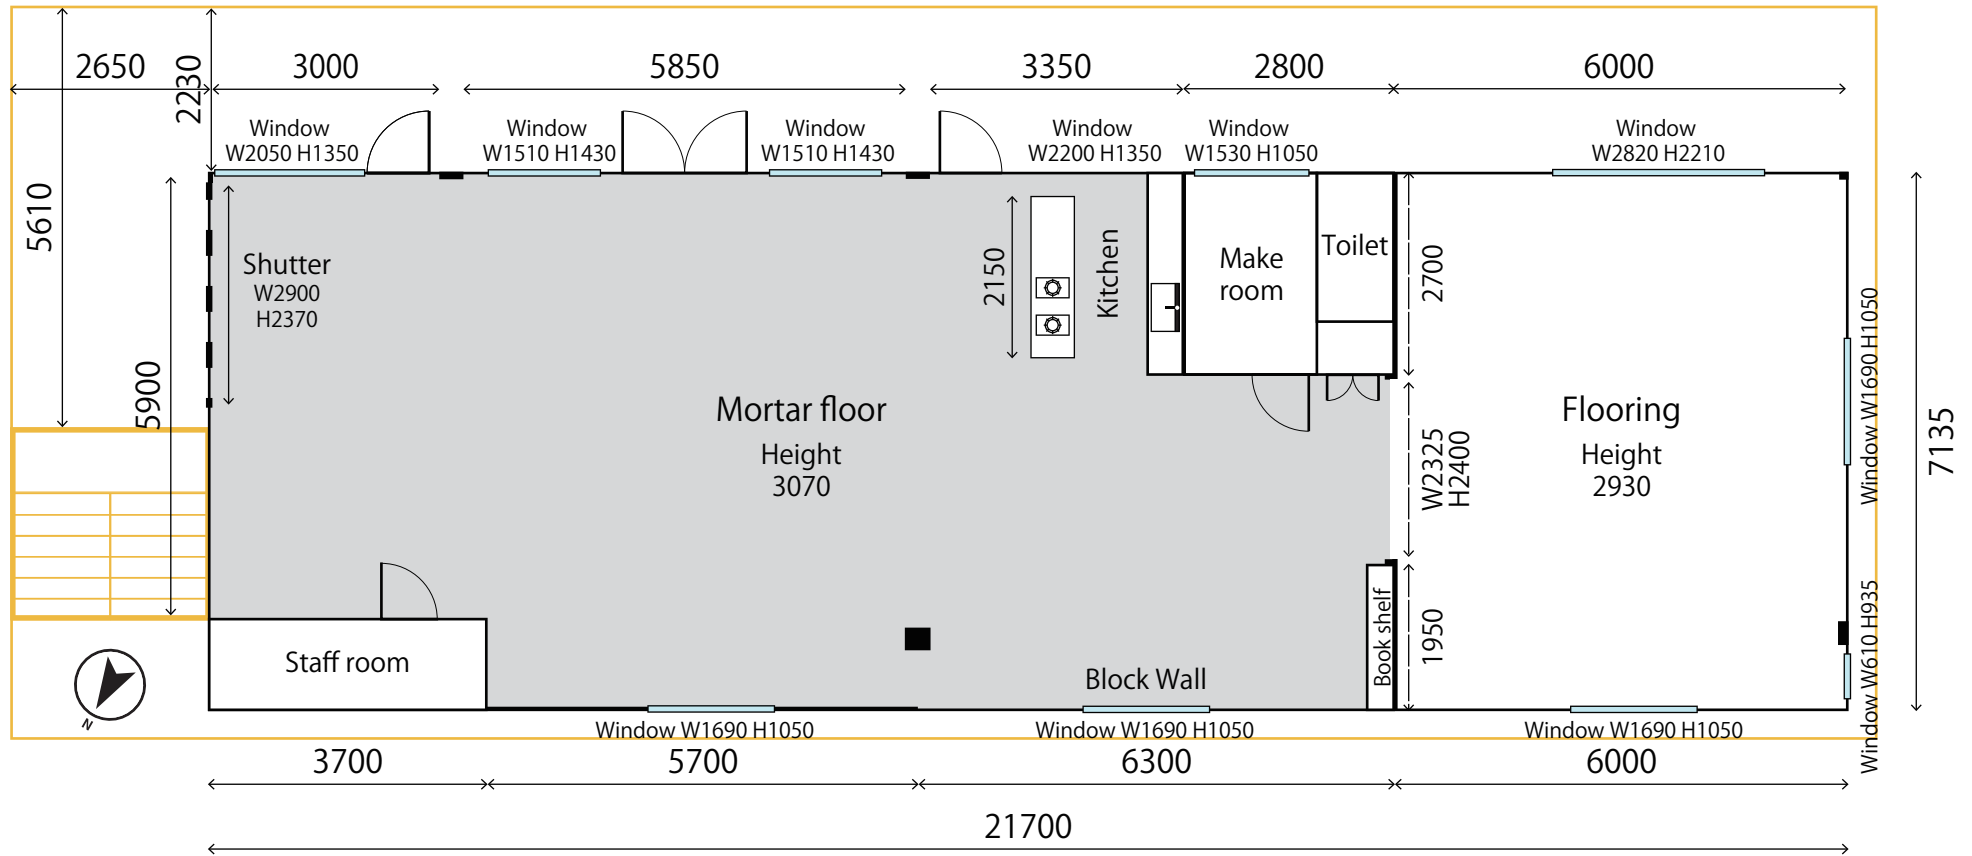 2650
3000
5850
3350
2800
6000
2230
Window
W2050 H1350
Window
W1510 H1430
Window
W1510 H1430
Window
W2200 H1350
Window
W1530 H1050
Window
W2820 H2210
5610
5900
Shutter
W2900
H2370
2150
Kitchen
Make
room
Toilet
2700
Window W1690 H1050
7135
Mortar floor
Height
3070
W2325
H2400
Flooring
Height
2930
Staff room
Block Wall
Book shelf
1950
Window W610 H935
N
Window W1690 H1050
Window W1690 H1050
Window W1690 H1050
3700
5700
6300
6000
21700